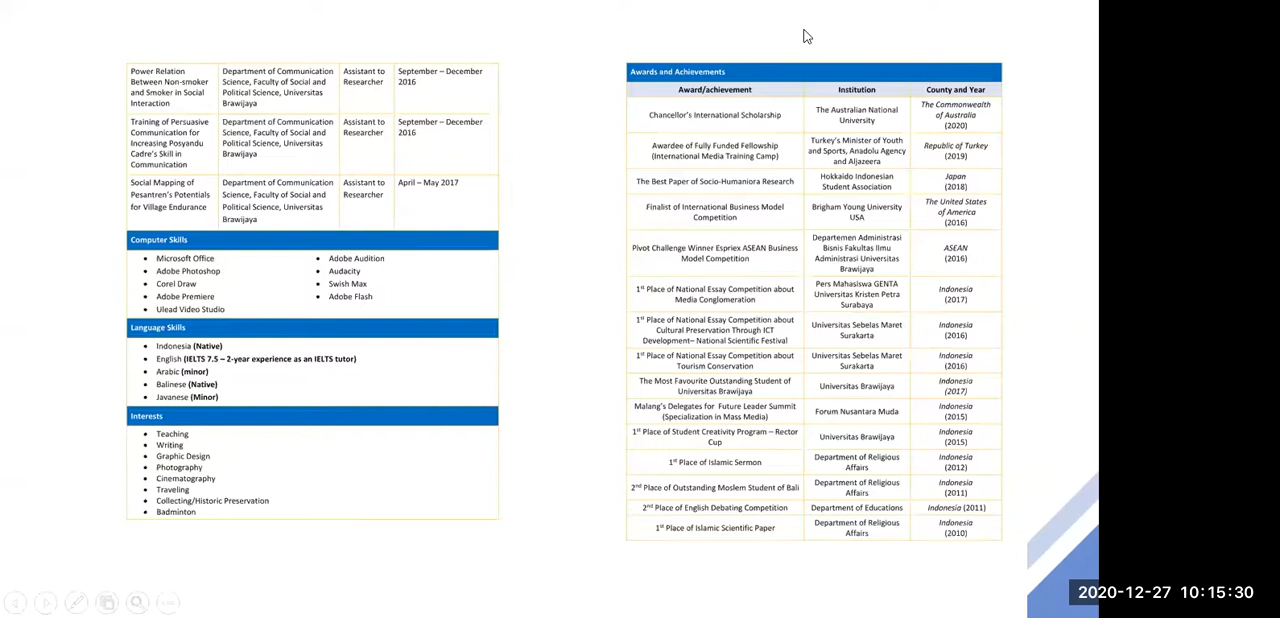 Power Relation
Between Non-smoker
and Smoker in Social
Interaction
Department of Communication
Science, Faculty of Social and
Political Science, Universitas
Brawijaya
Assistant to
Researcher
September – December
2016
Training of Persuasive
Communication for
Increasing Posyandu
Cadre's Skill in
Communication
Department of Communication
Science, Faculty of Social and
Political Science, Universitas
Brawijaya
Assistant to
Researcher
September – December
2016
Social Mapping of
Pesantren's Potentials
for Village Endurance
Department of Communication
Science, Faculty of Social and
Political Science, Universitas
Brawijaya
Assistant to
Researcher
April – May 2017
Computer Skills
• Microsoft Office
• Adobe Photoshop
• Corel Draw
• Adobe Premiere
• Ulead Video Studio
• Adobe Audition
• Audacity
• Swish Max
• Adobe Flash
Language Skills
• Indonesia (Native)
• English (IELTS 7.5 – 2-year experience as an IELTS tutor)
• Arabic (minor)
• Balinese (Native)
• Javanese (Minor)
Interests
• Teaching
• Writing
• Graphic Design
• Photography
• Cinematography
• Traveling
• Collecting/Historic Preservation
• Badminton
Awards and Achievements
Award/achievement
Institution
County and Year
Chancellor's International Scholarship
The Australian National
University
The Commonwealth
of Australia
(2020)
Awardee of Fully Funded Fellowship
(International Media Training Camp)
Turkey's Minister of Youth
and Sports, Anadolu Agency
and Aljazeera
Republic of Turkey
(2019)
The Best Paper of Socio-Humaniora Research
Hokkaido Indonesian
Student Association
Japan
(2018)
Finalist of International Business Model
Competition
Brigham Young University
USA
The United States
of America
(2016)
Pivot Challenge Winner Espriex ASEAN Business
Model Competition
Departemen Administrasi
Bisnis Fakultas Ilmu
Administrasi Universitas
Brawijaya
ASEAN
(2016)
1st Place of National Essay Competition about
Media Conglomeration
Pers Mahasiswa GENTA
Universitas Kristen Petra
Surabaya
Indonesia
(2017)
1st Place of National Essay Competition about
Cultural Preservation Through ICT
Development– National Scientific Festival
Universitas Sebelas Maret
Surakarta
Indonesia
(2016)
1st Place of National Essay Competition about
Tourism Conservation
Universitas Sebelas Maret
Surakarta
Indonesia
(2016)
The Most Favourite Outstanding Student of
Universitas Brawijaya
Universitas Brawijaya
Indonesia
(2017)
Malang's Delegates for Future Leader Summit
(Specialization in Mass Media)
Forum Nusantara Muda
Indonesia
(2015)
1st Place of Student Creativity Program – Rector
Cup
Universitas Brawijaya
Indonesia
(2015)
1st Place of Islamic Sermon
Department of Religious
Affairs
Indonesia
(2012)
2nd Place of Outstanding Moslem Student of Bali
Department of Religious
Affairs
Indonesia
(2011)
2nd Place of English Debating Competition
Department of Educations
Indonesia (2011)
1st Place of Islamic Scientific Paper
Department of Religious
Affairs
Indonesia
(2010)
2020-12-27 10:15:30